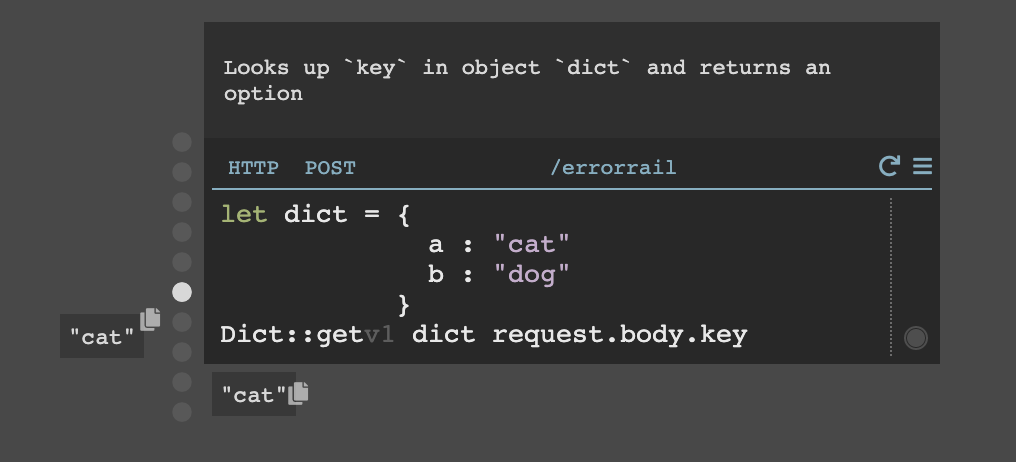 Looks up `key` in object `dict` and returns an
option
HTTP POST /errorrail
let dict = {
a : "cat"
b : "dog"
}
Dict::getv1 dict request.body.key
"cat"
"cat"